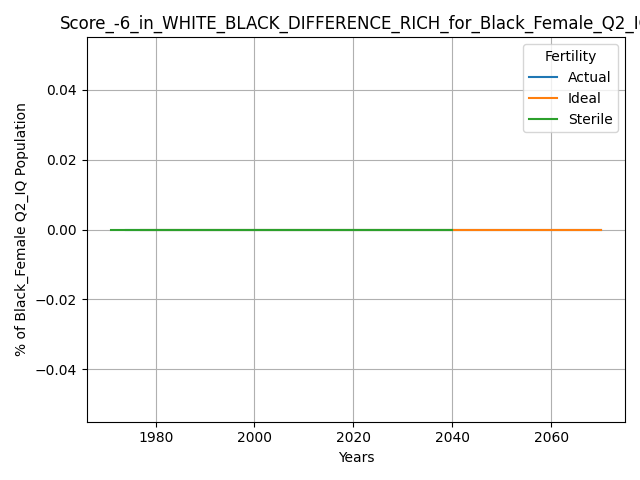 Score_-6_in_WHITE_BLACK_DIFFERENCE_RICH_for_Black_Female_Q2_I
Fertility
Actual
Ideal
Sterile
% of Black_Female Q2_IQ Population
0.04
0.02
0.00
−0.02
−0.04
1980 2000 2020 2040 2060
Years